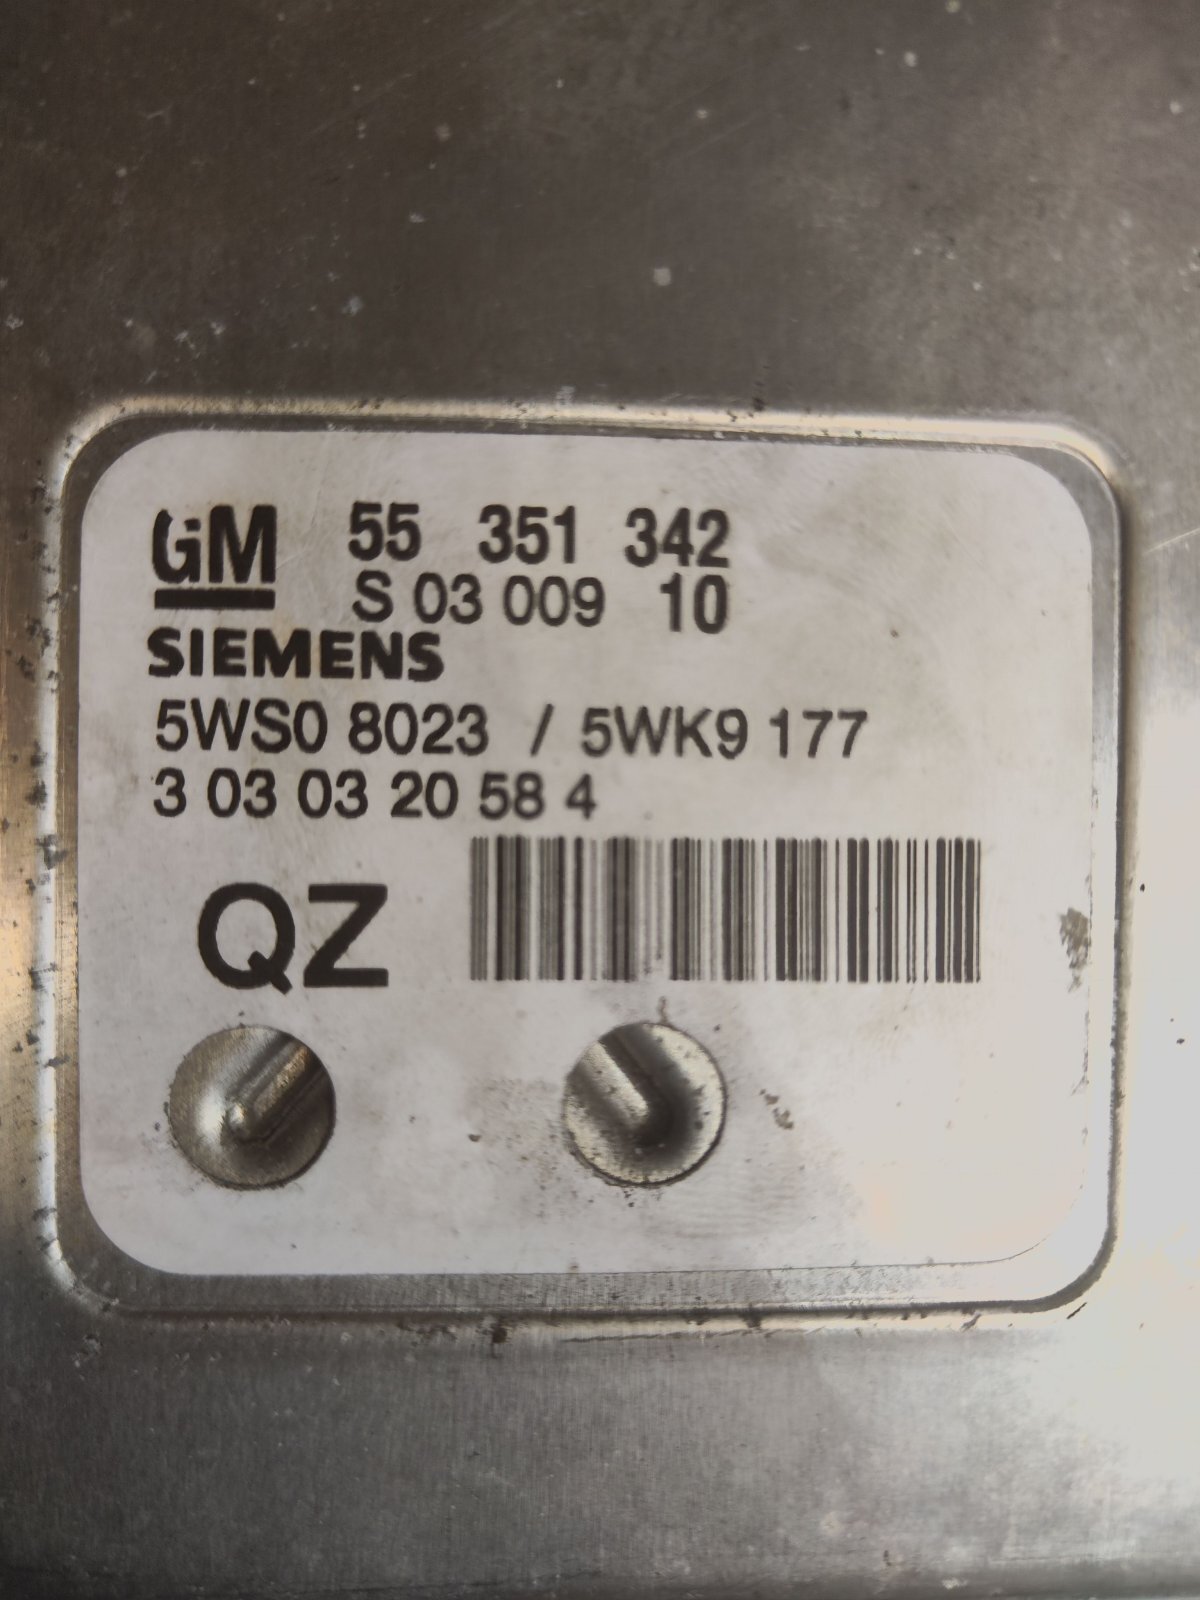 GM 55 351 342
S 03 009 10
SIEMENS
5WS0 8023 / 5WK9 177
3 03 03 20 58 4
QZ